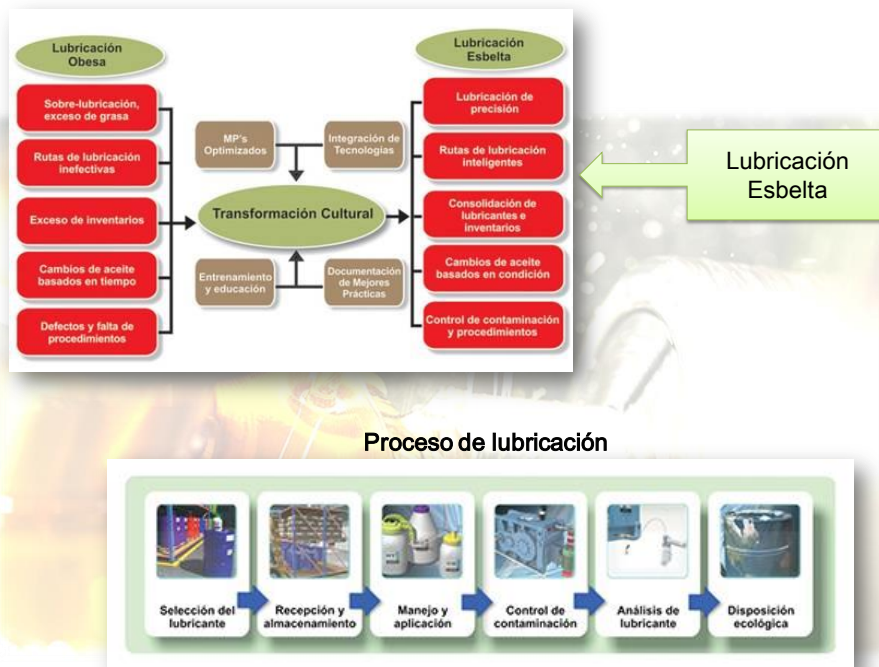 Lubricación
Obesa
Sobre-lubricación,
exceso de grasa
Rutas de lubricación
inefectivas
Exceso de inventarios
Cambios de aceite
basados en tiempo
Defectos y falta de
procedimientos
MP's
Optimizados
Integración de
Tecnologías
Transformación Cultural
Entrenamiento
y educación
Documentación
de Mejores
Prácticas
Lubricación
Esbelta
Lubricación de
precisión
Rutas de lubricación
inteligentes
Consolidación de
lubricantes e
inventarios
Cambios de aceite
basados en condición
Control de contaminación
y procedimientos
Lubricación
Esbelta
Proceso de lubricación
Selección del
lubricante
Recepción y
almacenamiento
Manejo y
aplicación
Control de
contaminación
Análisis de
lubricante
Disposición
ecológica